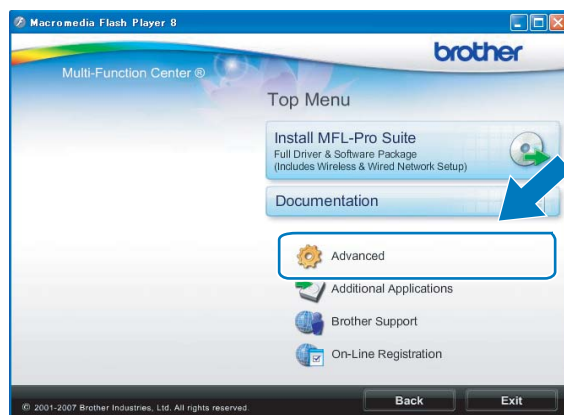 Macromedia Flash Player 8
brother
Multi-Function Center ®
Top Menu
Install MFL-Pro Suite
Full Driver & Software Package
(Includes Wireless & Wired Network Setup)
Documentation
Advanced
Additional Applications
Brother Support
On-Line Registration
© 2001-2007 Brother Industries, Ltd. All rights reserved.
Back
Exit